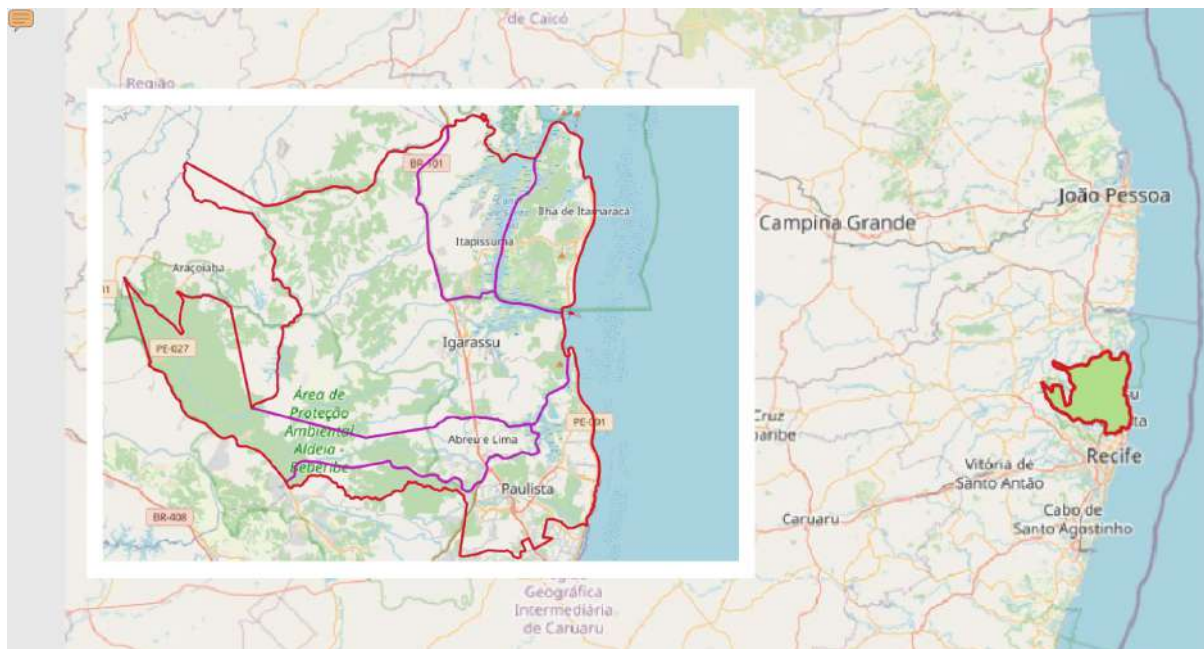 de Caicó
Região
BR-101
Ilha de Itamaracá
Itapissuma
Araçoiaba
PE-027
Igarassu
Área de
Proteção
Ambiental
Aldeia -
Beberibe
Abreu e Lima
PE-001
Paulista
BR-408
João Pessoa
Campina Grande
Recife
Vitória de
Santo Antão
Cabo de
Santo Agostinho
Caruaru
Geográfica
Intermediária
de Caruaru